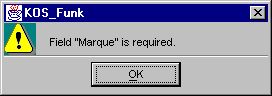 KOS_Funk
Field "Marque" is required.
OK